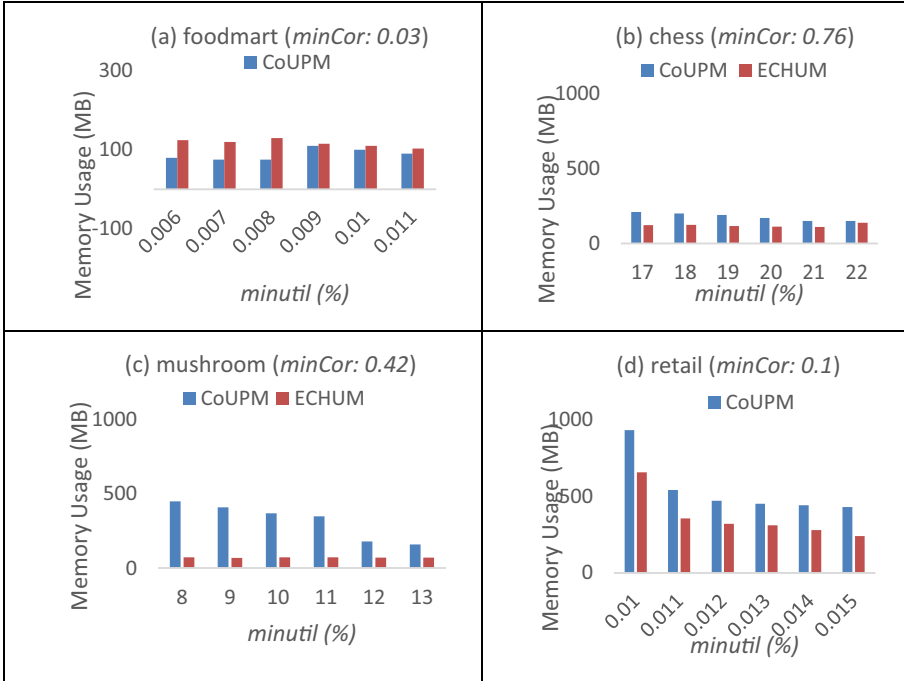 (a) foodmart (minCor: 0.03)
CoUPM
Memory Usage (MB)
300
100
-100
0.006 0.007 0.008 0.009 0.01 0.011
minutil (%)
(b) chess (minCor: 0.76)
CoUPM ECHUM
Memory Usage (MB)
1000
500
0
17 18 19 20 21 22
minutil (%)
(c) mushroom (minCor: 0.42)
CoUPM ECHUM
Memory Usage (MB)
1000
500
0
8 9 10 11 12 13
minutil (%)
(d) retail (minCor: 0.1)
CoUPM
Memory Usage (MB)
1000
500
0
0.01 0.011 0.012 0.013 0.014 0.015
minutil (%)